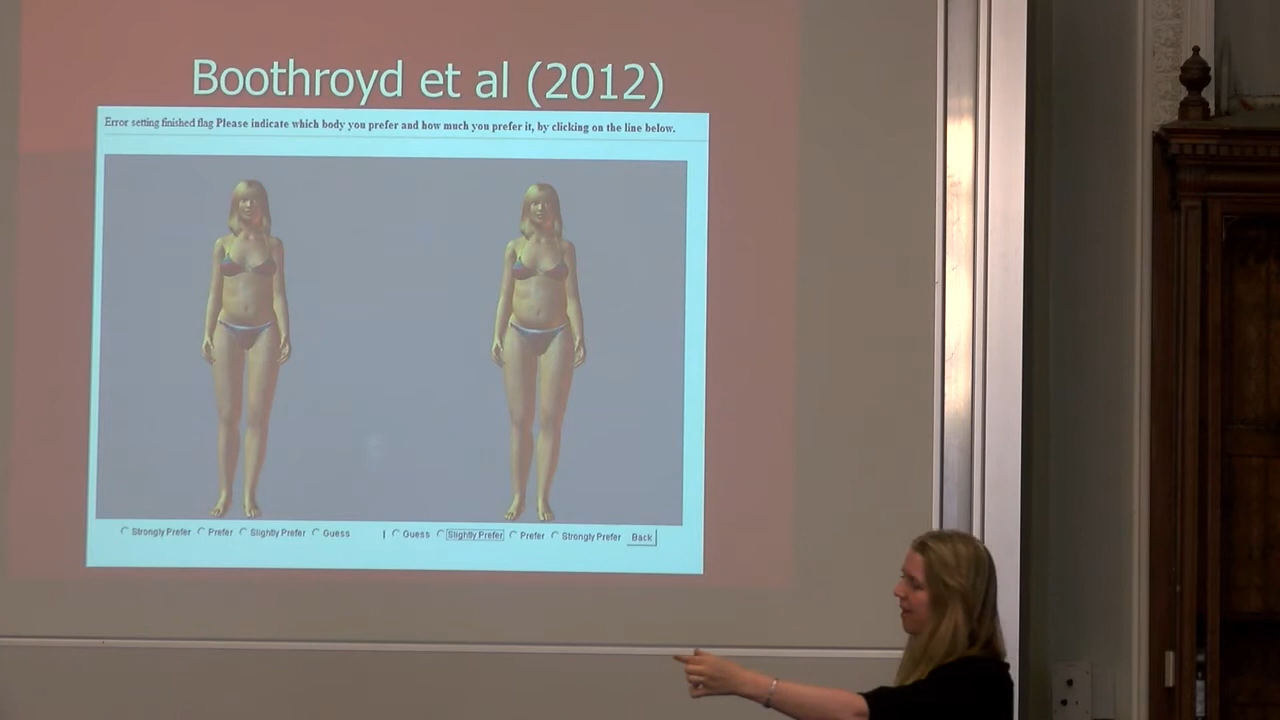 Boothroyd et al (2012)
Error setting finished flag Please indicate which body you prefer and how much you prefer it, by clicking on the line below.
Strongly Prefer Prefer Slightly Prefer Guess | Guess Slightly Prefer Prefer Strongly Prefer Back